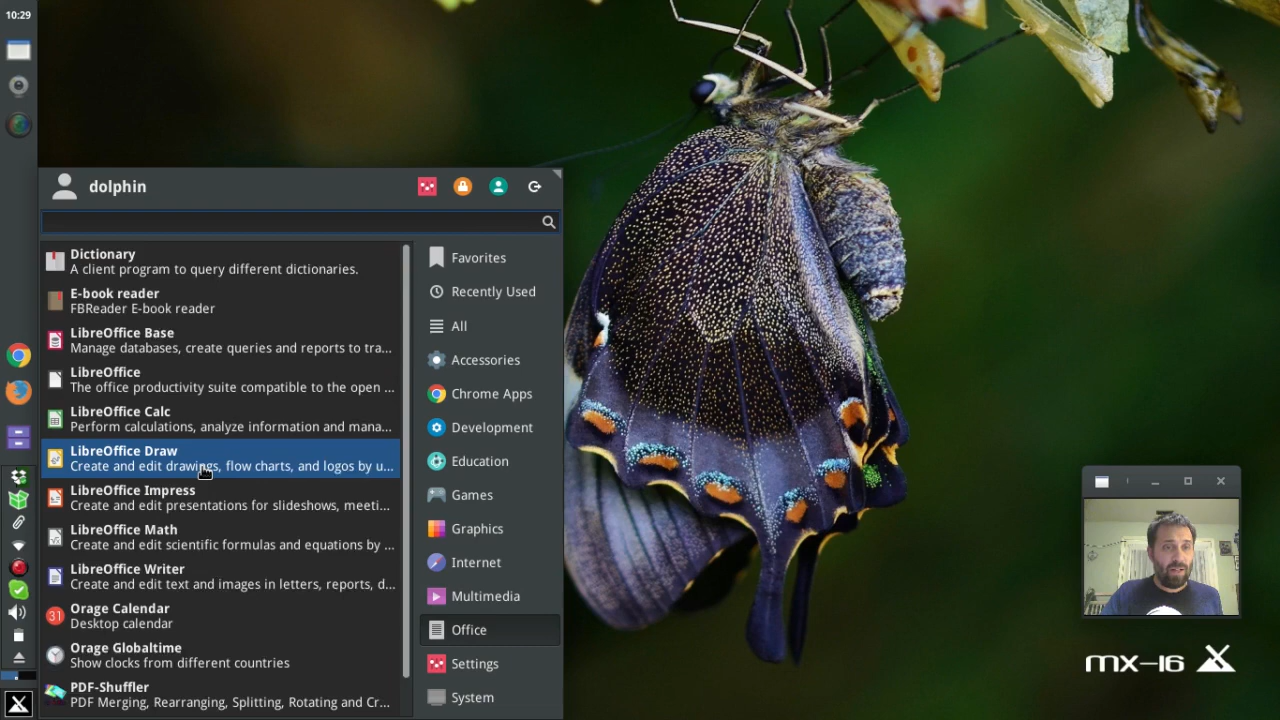 10:29
dolphin
Dictionary
A client program to query different dictionaries.
E-book reader
FBReader E-book reader
LibreOffice Base
Manage databases, create queries and reports to tra...
LibreOffice
The office productivity suite compatible to the open ...
LibreOffice Calc
Perform calculations, analyze information and mana...
LibreOffice Draw
Create and edit drawings, flow charts, and logos by u...
LibreOffice Impress
Create and edit presentations for slideshows, meeti...
LibreOffice Math
Create and edit scientific formulas and equations by ...
LibreOffice Writer
Create and edit text and images in letters, reports, d...
31
Orage Calendar
Desktop calendar
Orage Globaltime
Show clocks from different countries
PDF-Shuffler
PDF Merging, Rearranging, Splitting, Rotating and Cr...
Favorites
Recently Used
All
Accessories
Chrome Apps
Development
Education
Games
Graphics
Internet
Multimedia
Office
Settings
System
mx-16